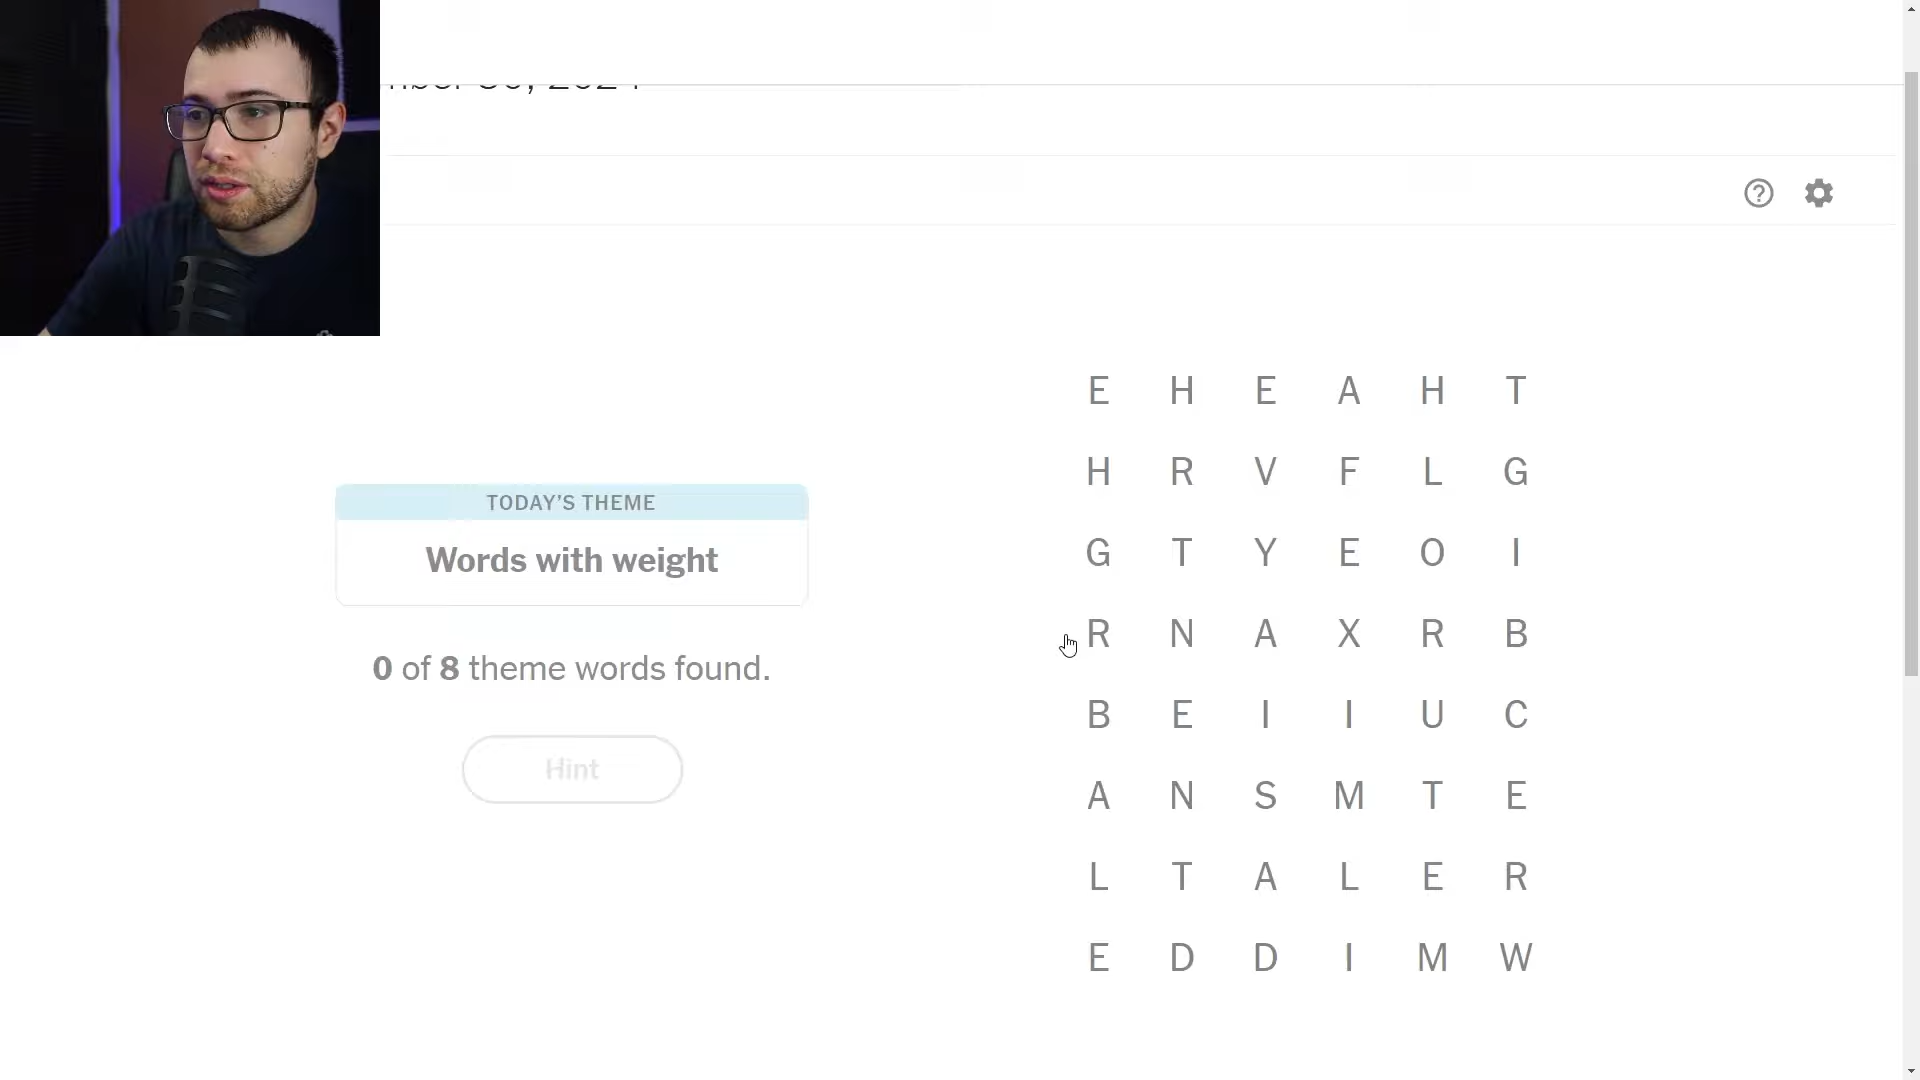 TODAY'S THEME
Words with weight
0 of 8 theme words found.
Hint
E H E A H T
H R V F L G
G T Y E O I
R N A X R B
B E I I U C
A N S M T E
L T A L E R
E D D I M W